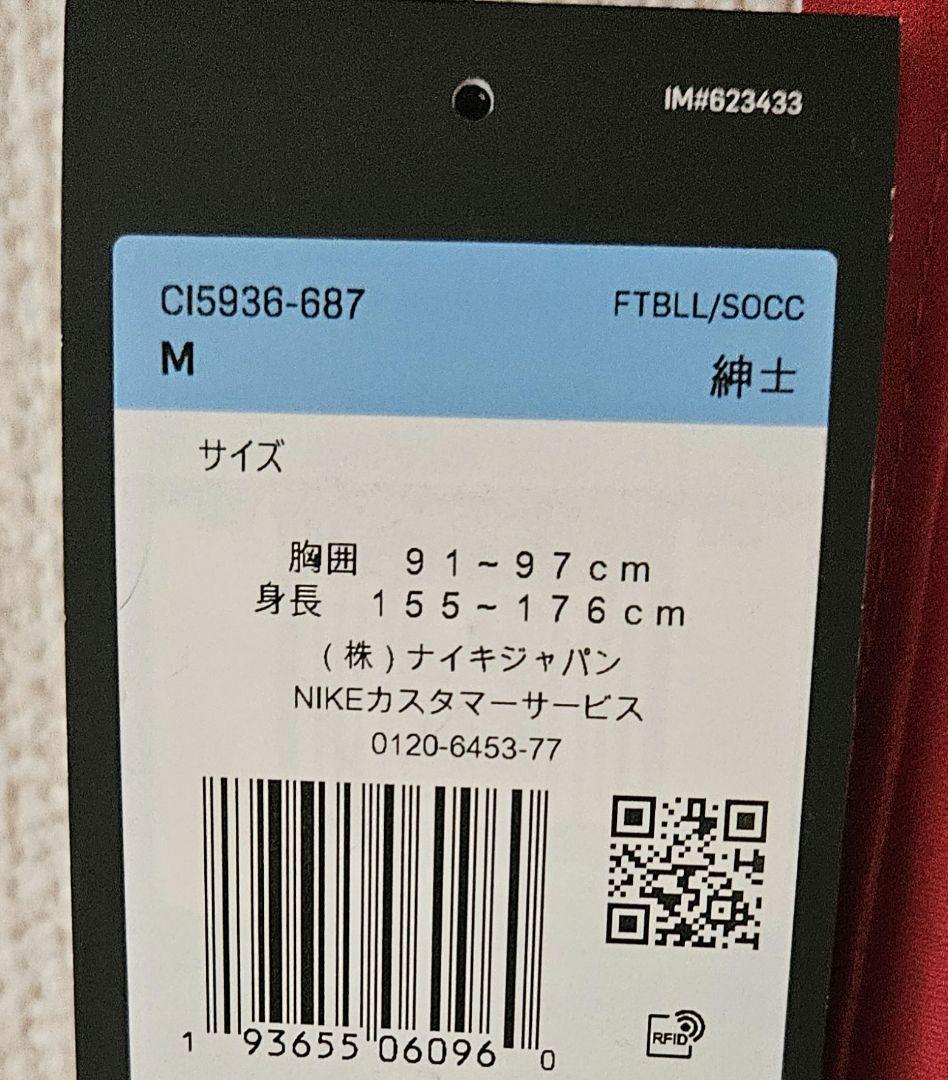 IM#623433
CI5936-687 FTBLL/SOCC
M 紳士
サイズ
胸囲 91~97cm
身長 155~176cm
(株)ナイキジャパン
NIKEカスタマーサービス
0120-6453-77
1 93655 06096 0
RFID